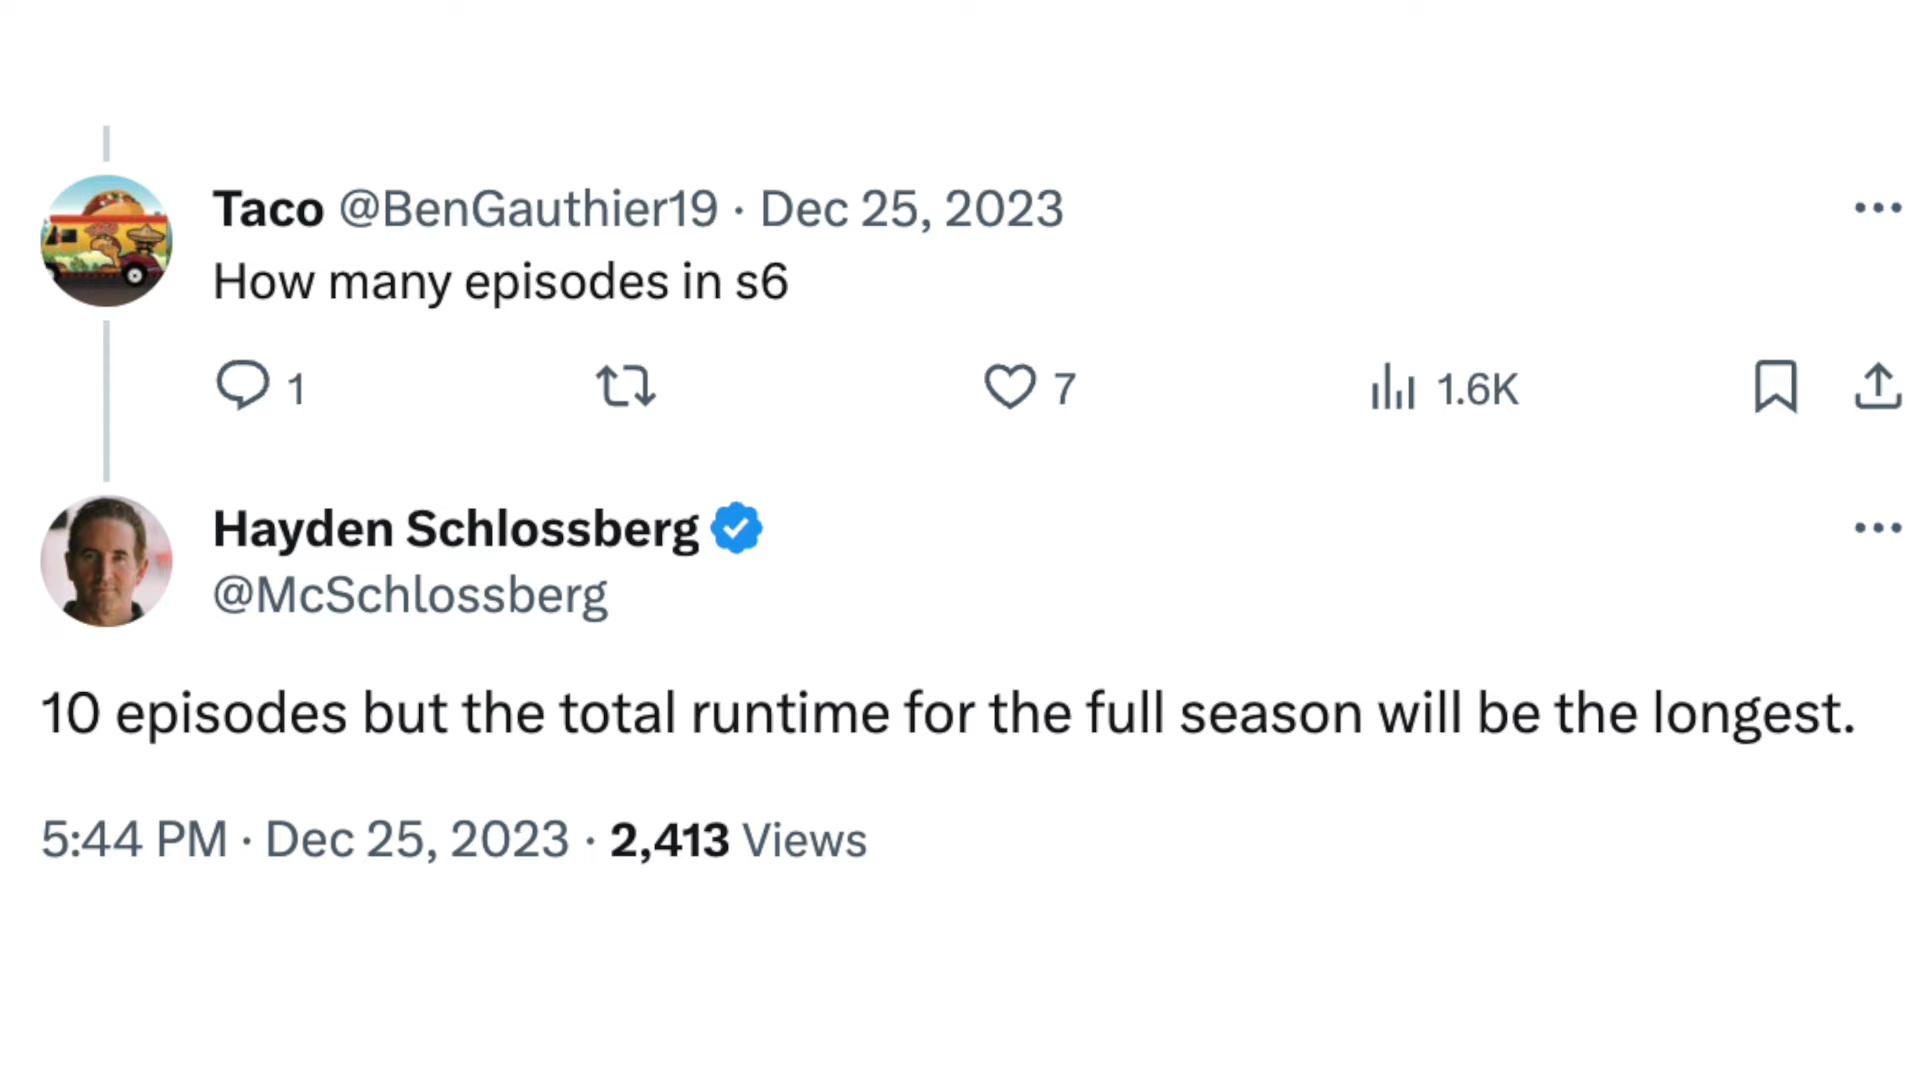 Taco @BenGauthier19 · Dec 25, 2023
How many episodes in s6
1 7 1.6K
Hayden Schlossberg
@McSchlossberg
10 episodes but the total runtime for the full season will be the longest.
5:44 PM · Dec 25, 2023 · 2,413 Views